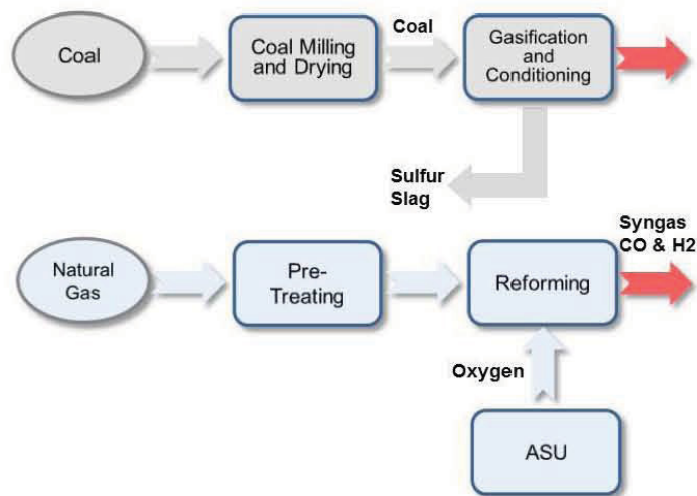 Coal
Coal Milling
and Drying
Coal
Gasification
and
Conditioning
Sulfur
Slag
Natural
Gas
Pre-
Treating
Reforming
Syngas
CO & H2
Oxygen
ASU